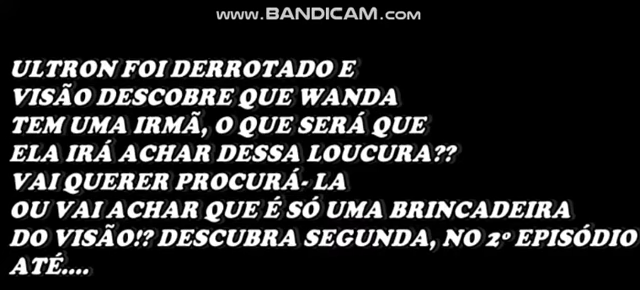 www.BANDICAM.com
ULTRON FOI DERROTADO E
VISÃO DESCOBRE QUE WANDA
TEM UMA IRMÃ, O QUE SERÁ QUE
ELA IRÁ ACHAR DESSA LOUCURA??
VAI QUERER PROCURÁ- LA
OU VAI ACHAR QUE É SÓ UMA BRINCADEIRA
DO VISÃO!? DESCUBRA SEGUNDA, NO 2º EPISÓDIO
ATÉ....